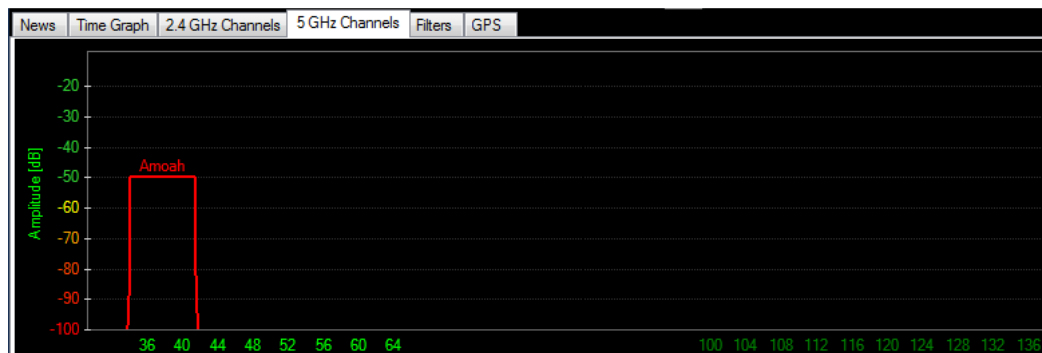 News Time Graph 2.4 GHz Channels 5 GHz Channels Filters GPS
Amplitude [dB]
-20
-30
-40
Amoah
-50
-60
-70
-80
-90
-100
36 40 44 48 52 56 60 64 100 104 108 112 116 120 124 128 132 136